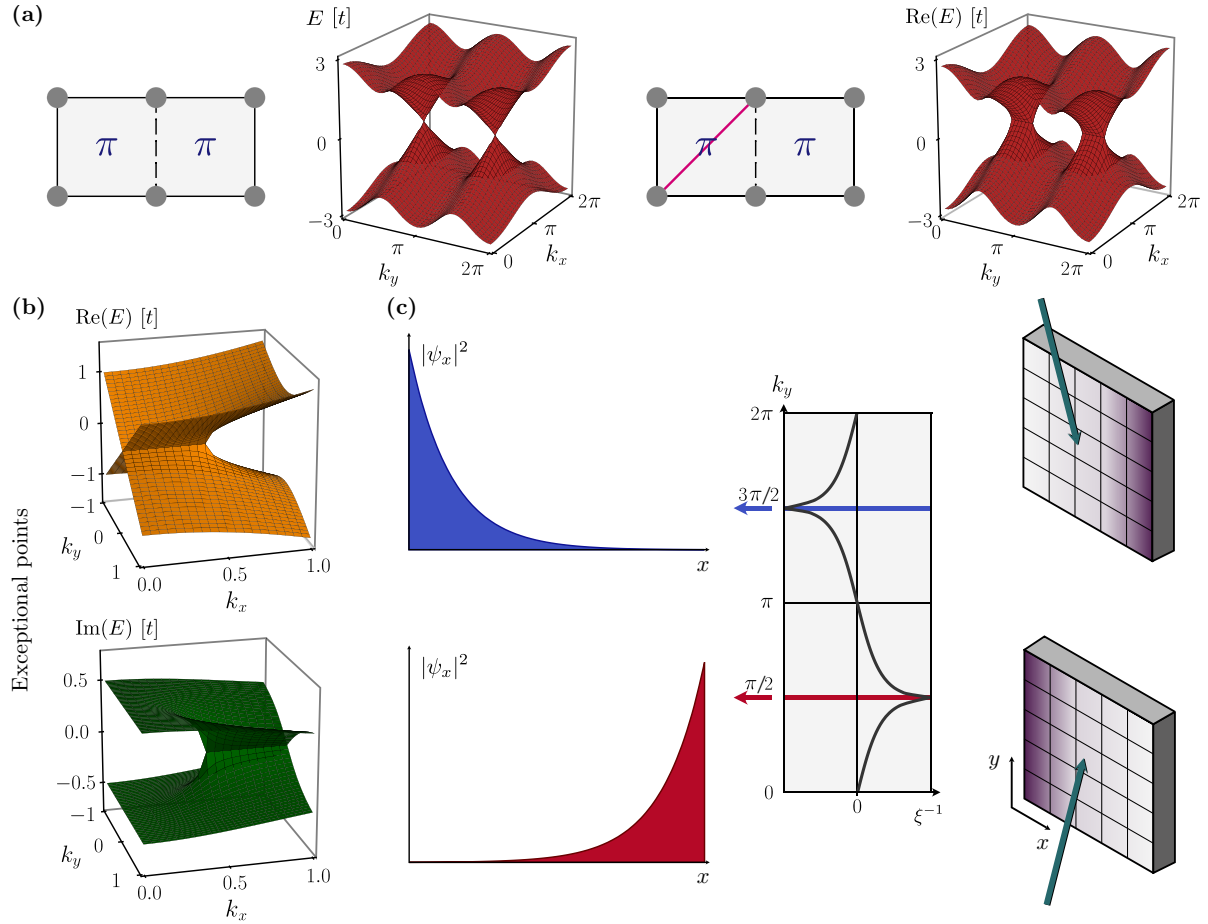 (a)
π π
E [t]
3
0
−3
0
π
2π
k_y
0
π
2π
k_x
π π
Re(E) [t]
3
0
−3
0
π
2π
k_y
0
π
2π
k_x
(b)
Exceptional points
Re(E) [t]
1
0
−1
−1
0
1
k_y
0.0
0.5
1.0
k_x
Im(E) [t]
0.5
0.0
−0.5
−1
0
1
k_y
0.0
0.5
1.0
k_x
(c)
|ψ_x|²
x
|ψ_x|²
x
k_y
2π
3π/2
π
π/2
0
0
ξ⁻¹
y
x